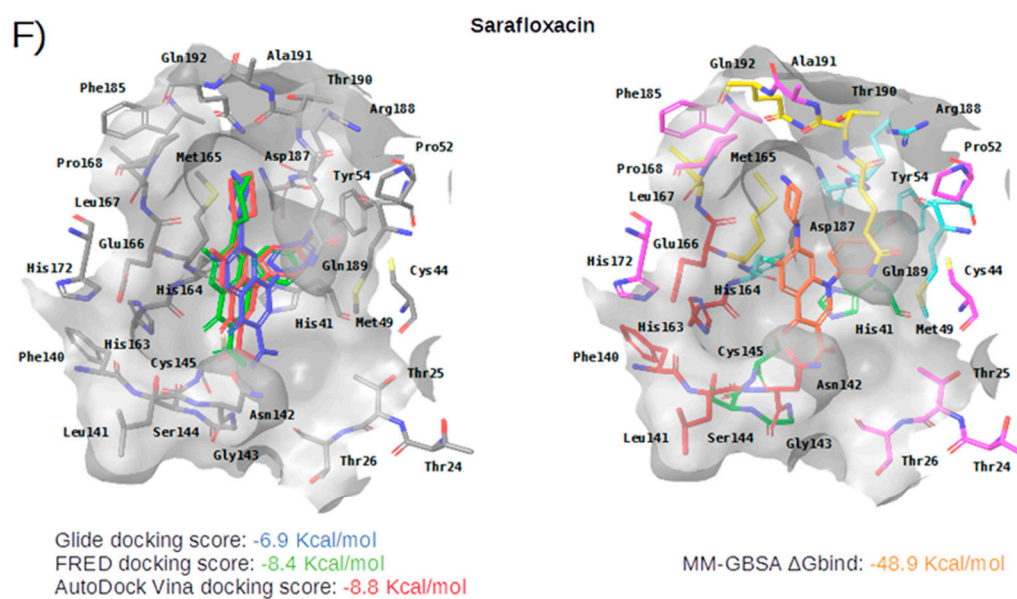 F)
Sarafloxacin
Gln192
Ala191
Thr190
Phe185
Arg188
Pro168
Met165
Asp187
Pro52
Tyr54
Leu167
Glu166
Gln189
Cys44
His172
His164
His41
Met49
Phe140
His163
Cys145
Thr25
Asn142
Leu141
Ser144
Gly143
Thr26
Thr24
Gln192
Ala191
Thr190
Phe185
Arg188
Pro168
Met165
Pro52
Tyr54
Leu167
Asp187
Glu166
Gln189
Cys44
His172
His164
His41
Met49
His163
Phe140
Cys145
Thr25
Asn142
Leu141
Ser144
Gly143
Thr26
Thr24
Glide docking score: -6.9 Kcal/mol
FRED docking score: -8.4 Kcal/mol
AutoDock Vina docking score: -8.8 Kcal/mol
MM-GBSA ΔGbind: -48.9 Kcal/mol